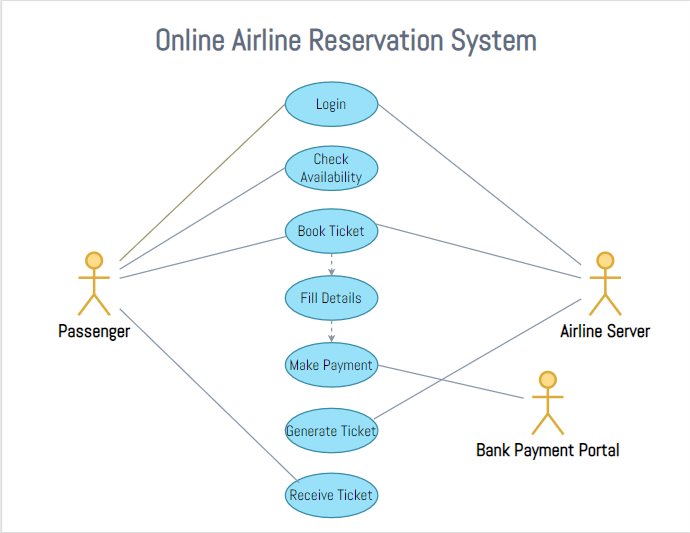 Online Airline Reservation System
Login
Check
Availability
Book Ticket
Fill Details
Passenger
Airline Server
Make Payment
Generate Ticket
Bank Payment Portal
Receive Ticket